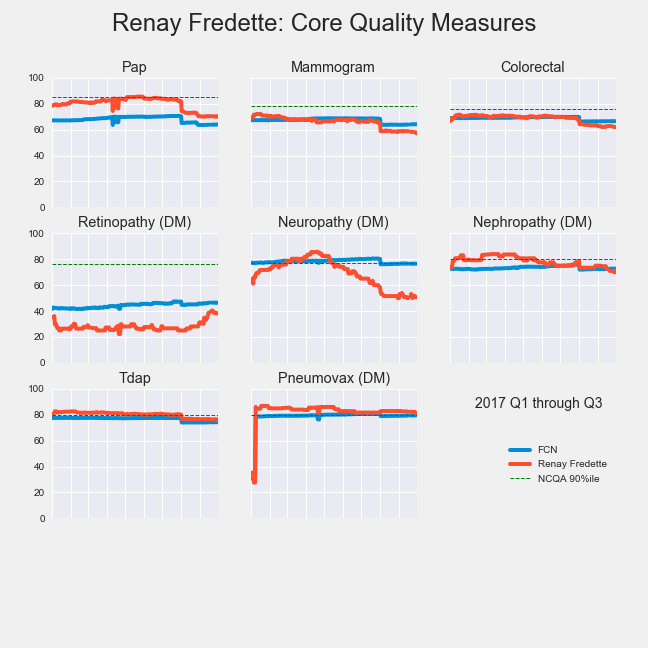 Renay Fredette: Core Quality Measures
Pap
Mammogram
Colorectal
100
80
60
40
20
0
Retinopathy (DM)
Neuropathy (DM)
Nephropathy (DM)
100
80
60
40
20
0
Tdap
Pneumovax (DM)
100
80
60
40
20
0
2017 Q1 through Q3
FCN
Renay Fredette
NCQA 90%ile